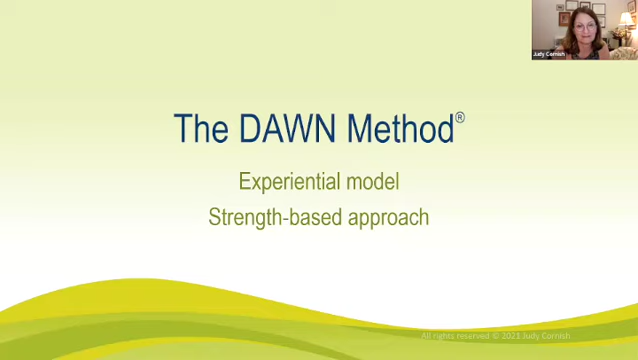 Judy Cornish
The DAWN Method®
Experiential model
Strength-based approach
All rights reserved © 2023 Judy Cornish